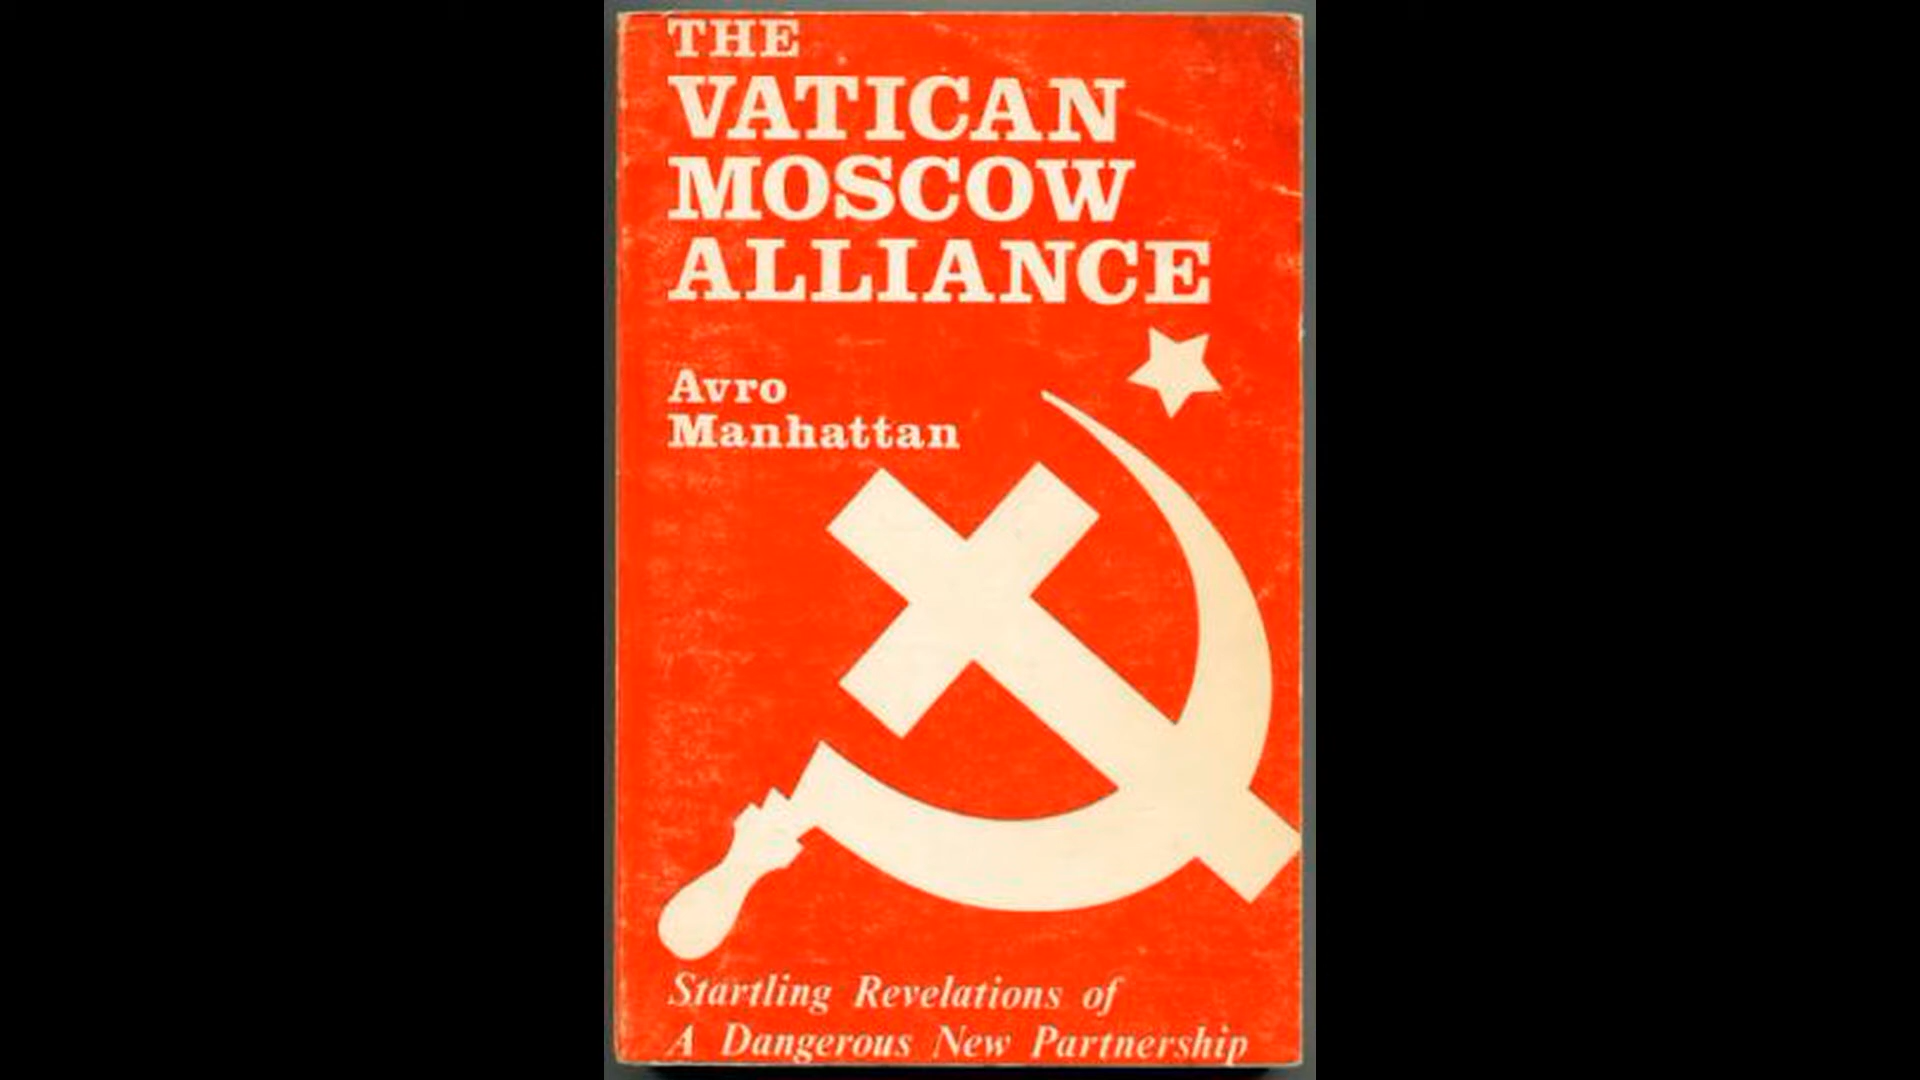 THE
VATICAN
MOSCOW
ALLIANCE
Avro
Manhattan
Startling Revelations of
A Dangerous New Partnership